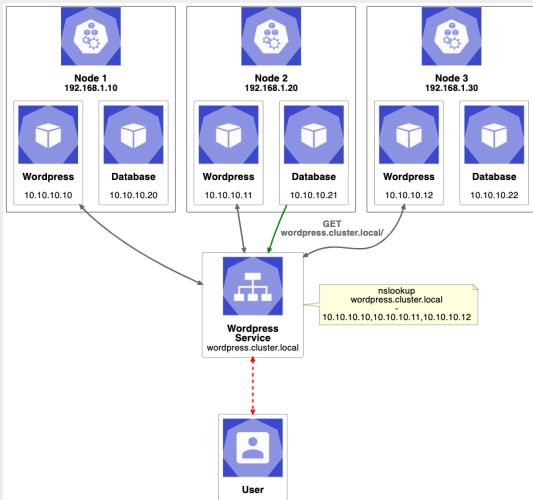 Node 1
192.168.1.10
Wordpress
10.10.10.10
Database
10.10.10.20
Node 2
192.168.1.20
Wordpress
10.10.10.11
Database
10.10.10.21
Node 3
192.168.1.30
Wordpress
10.10.10.12
Database
10.10.10.22
GET
wordpress.cluster.local/
Wordpress
Service
wordpress.cluster.local
nslookup
wordpress.cluster.local
-
10.10.10.10,10.10.10.11,10.10.10.12
User